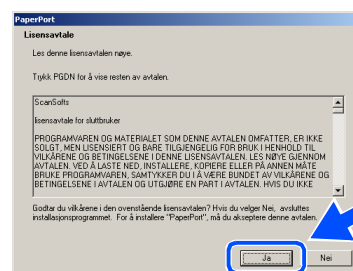 PaperPort
Lisensavtale
Les denne lisensavtalen nøye.
Trykk PGDN for å vise resten av avtalen.
ScanSofts
lisensavtale for sluttbruker
PROGRAMVAREN OG MATERIALET SOM DENNE AVTALEN OMFATTER, ER IKKE
SOLGT, MEN LISENSIERT OG BARE TILGJENGELIG FOR BRUK I HENHOLD TIL
VILKÅRENE OG BETINGELSENE I DENNE LISENSAVTALEN. LES NØYE GJENNOM
AVTALEN. VED Å LASTE NED, INSTALLERE, KOPIERE ELLER PÅ ANNEN MÅTE
BRUKE PROGRAMVAREN, SAMTYKKER DU I Å VÆRE BUNDET AV VILKÅRENE OG
BETINGELSENE I AVTALEN OG UTGJØRE EN PART I AVTALEN. HVIS DU IKKE
Godtar du vilkårene i den ovenstående lisensavtalen? Hvis du velger Nei, avsluttes
installasjonsprogrammet. For å installere "PaperPort", må du akseptere denne avtalen.
Ja
Nei